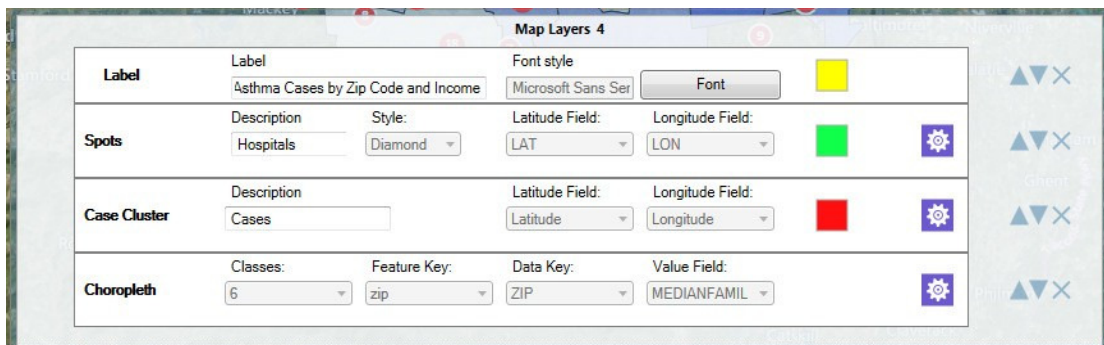 Mackey
Map Layers 4
Label
Label
Font style
Asthma Cases by Zip Code and Income
Microsoft Sans Ser
Font
Spots
Description
Style:
Latitude Field:
Longitude Field:
Hospitals
Diamond
LAT
LON
Case Cluster
Description
Latitude Field:
Longitude Field:
Cases
Latitude
Longitude
Choropleth
Classes:
Feature Key:
Data Key:
Value Field:
6
zip
ZIP
MEDIANFAMIL